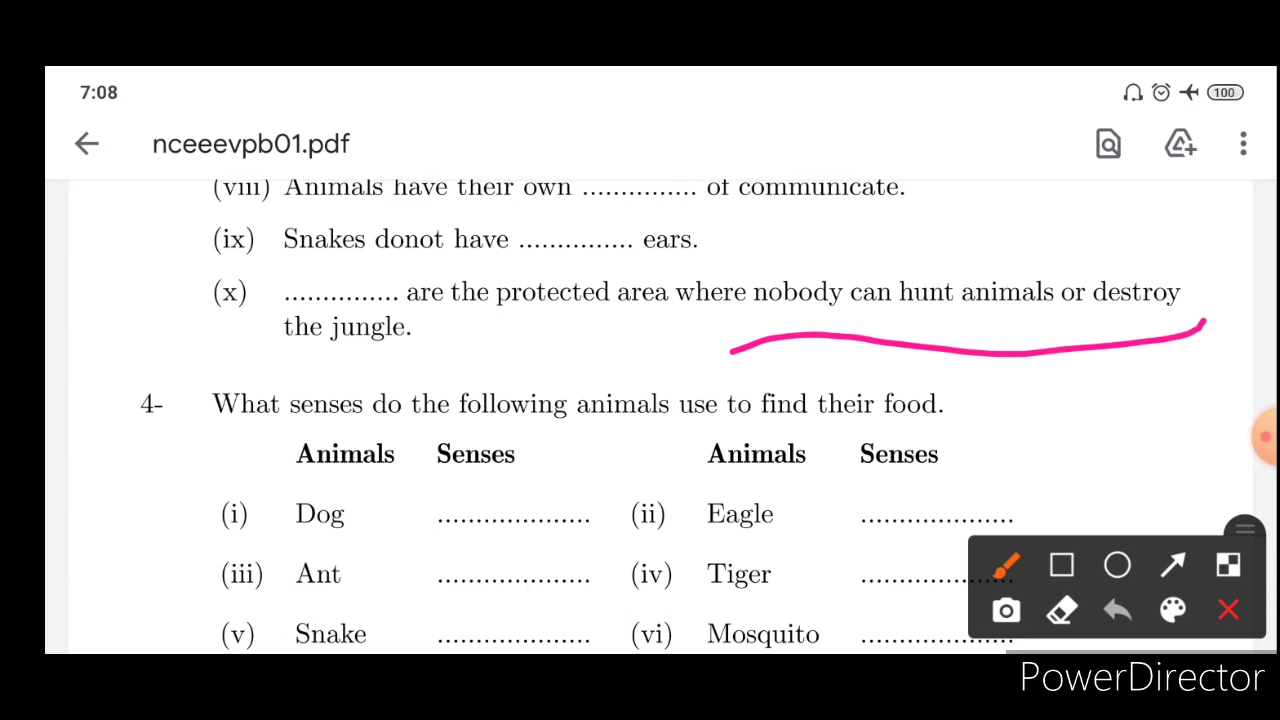 7:08
100
nceeevpb01.pdf
(viii) Animals have their own ............... of communicate.
(ix) Snakes donot have ............... ears.
(x) ............... are the protected area where nobody can hunt animals or destroy
the jungle.
4- What senses do the following animals use to find their food.
Animals Senses Animals Senses
(i) Dog .................... (ii) Eagle ....................
(iii) Ant .................... (iv) Tiger ....................
(v) Snake .................... (vi) Mosquito ....................
PowerDirector